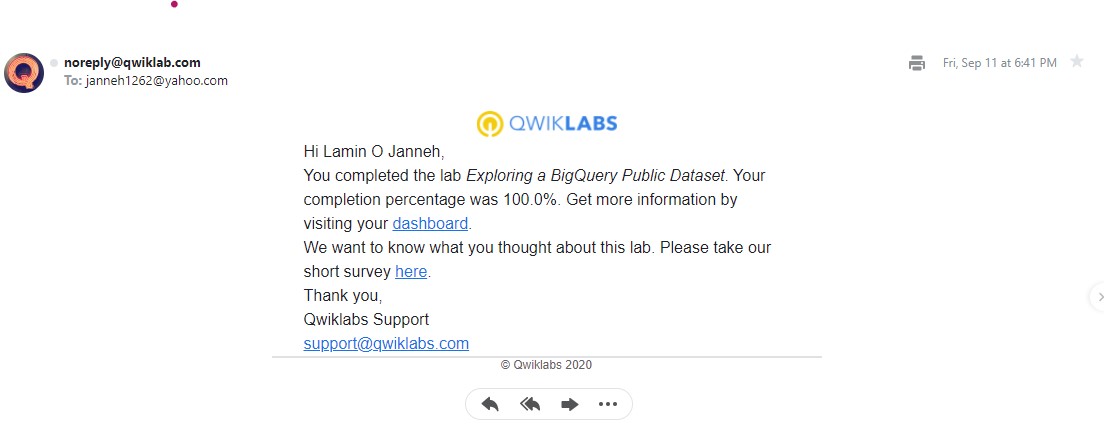 noreply@qwiklab.com
Fri, Sep 11 at 6:41 PM
To: janneh1262@yahoo.com
QWIKLABS
Hi Lamin O Janneh,
You completed the lab Exploring a BigQuery Public Dataset. Your
completion percentage was 100.0%. Get more information by
visiting your dashboard.
We want to know what you thought about this lab. Please take our
short survey here.
Thank you,
Qwiklabs Support
support@qwiklabs.com
© Qwiklabs 2020